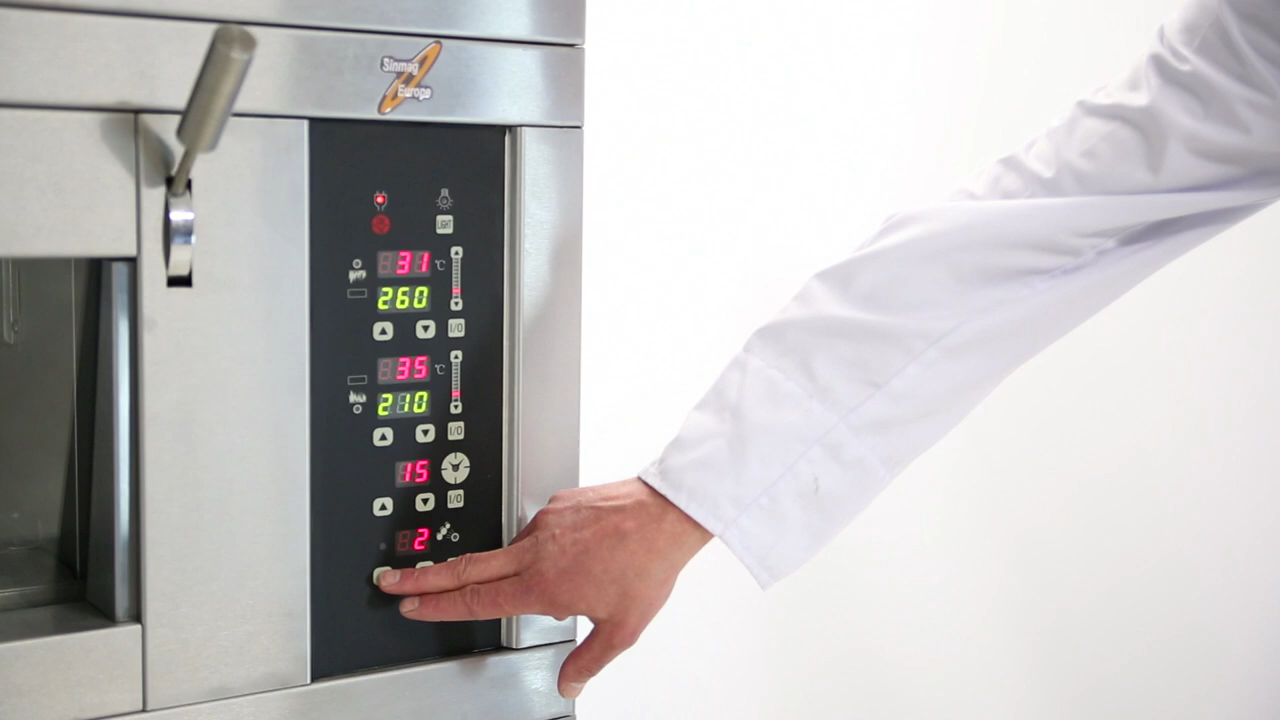 Sinmag
Europe
LIGHT
31 °C
260
I/O
35 °C
210
I/O
15
I/O
2